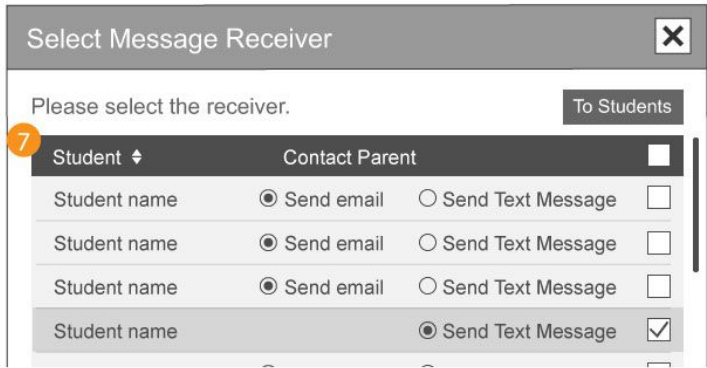 Select Message Receiver
Please select the receiver. To Students
7
Student Contact Parent
Student name Send email Send Text Message
Student name Send email Send Text Message
Student name Send email Send Text Message
Student name Send Text Message